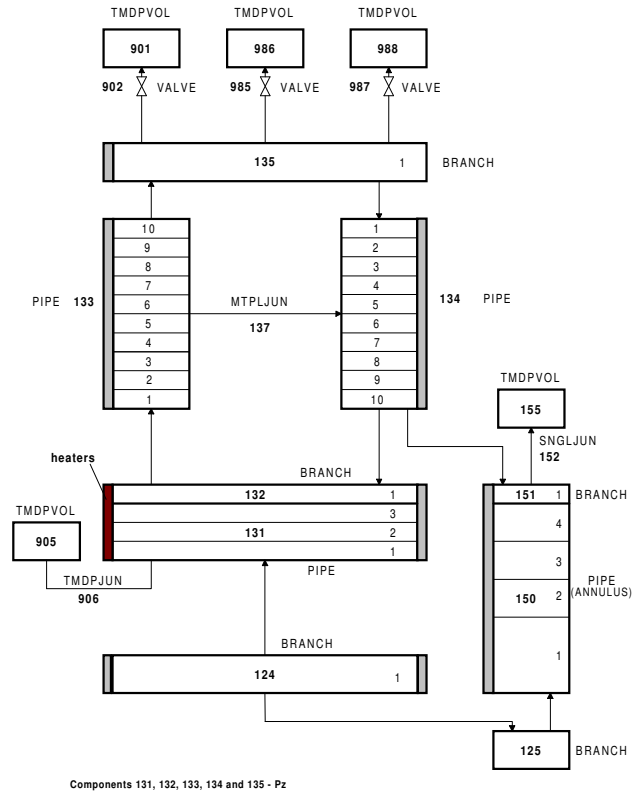 TMDPVOL TMDPVOL TMDPVOL
901 986 988
902 VALVE 985 VALVE 987 VALVE
135 1 BRANCH
10 1
9 2
8 3
7 4
PIPE 133 6 MTPLJUN 5 134 PIPE
5 137 6
4 7
3 8
2 9
1 10
TMDPVOL
155
SNGLJUN
152
heaters
BRANCH
132 1
3
131 2
1
PIPE
TMDPVOL
905
TMDPJUN
906
151 1 BRANCH
4
3
PIPE
150 2 (ANNULUS)
1
BRANCH
124 1
125 BRANCH
Components 131, 132, 133, 134 and 135 - Pz